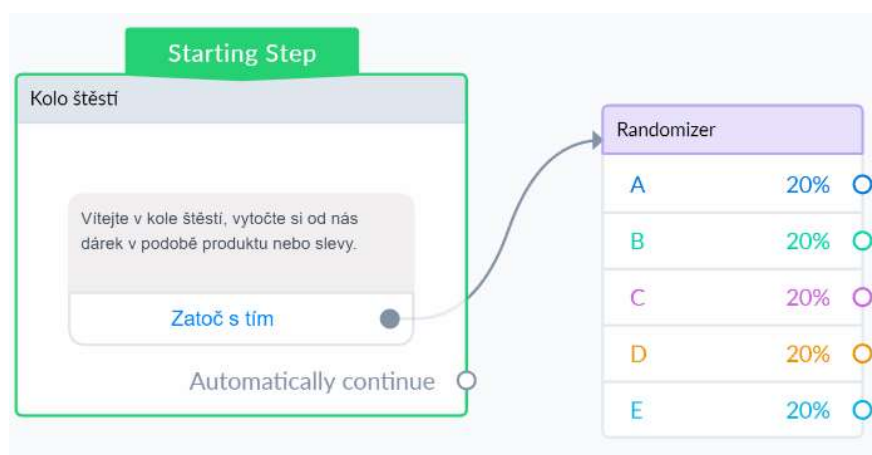 Starting Step
Kolo štěstí
Vítejte v kole štěstí, vytočte si od nás
dárek v podobě produktu nebo slevy.
Zatoč s tím
Automatically continue
Randomizer
A 20%
B 20%
C 20%
D 20%
E 20%